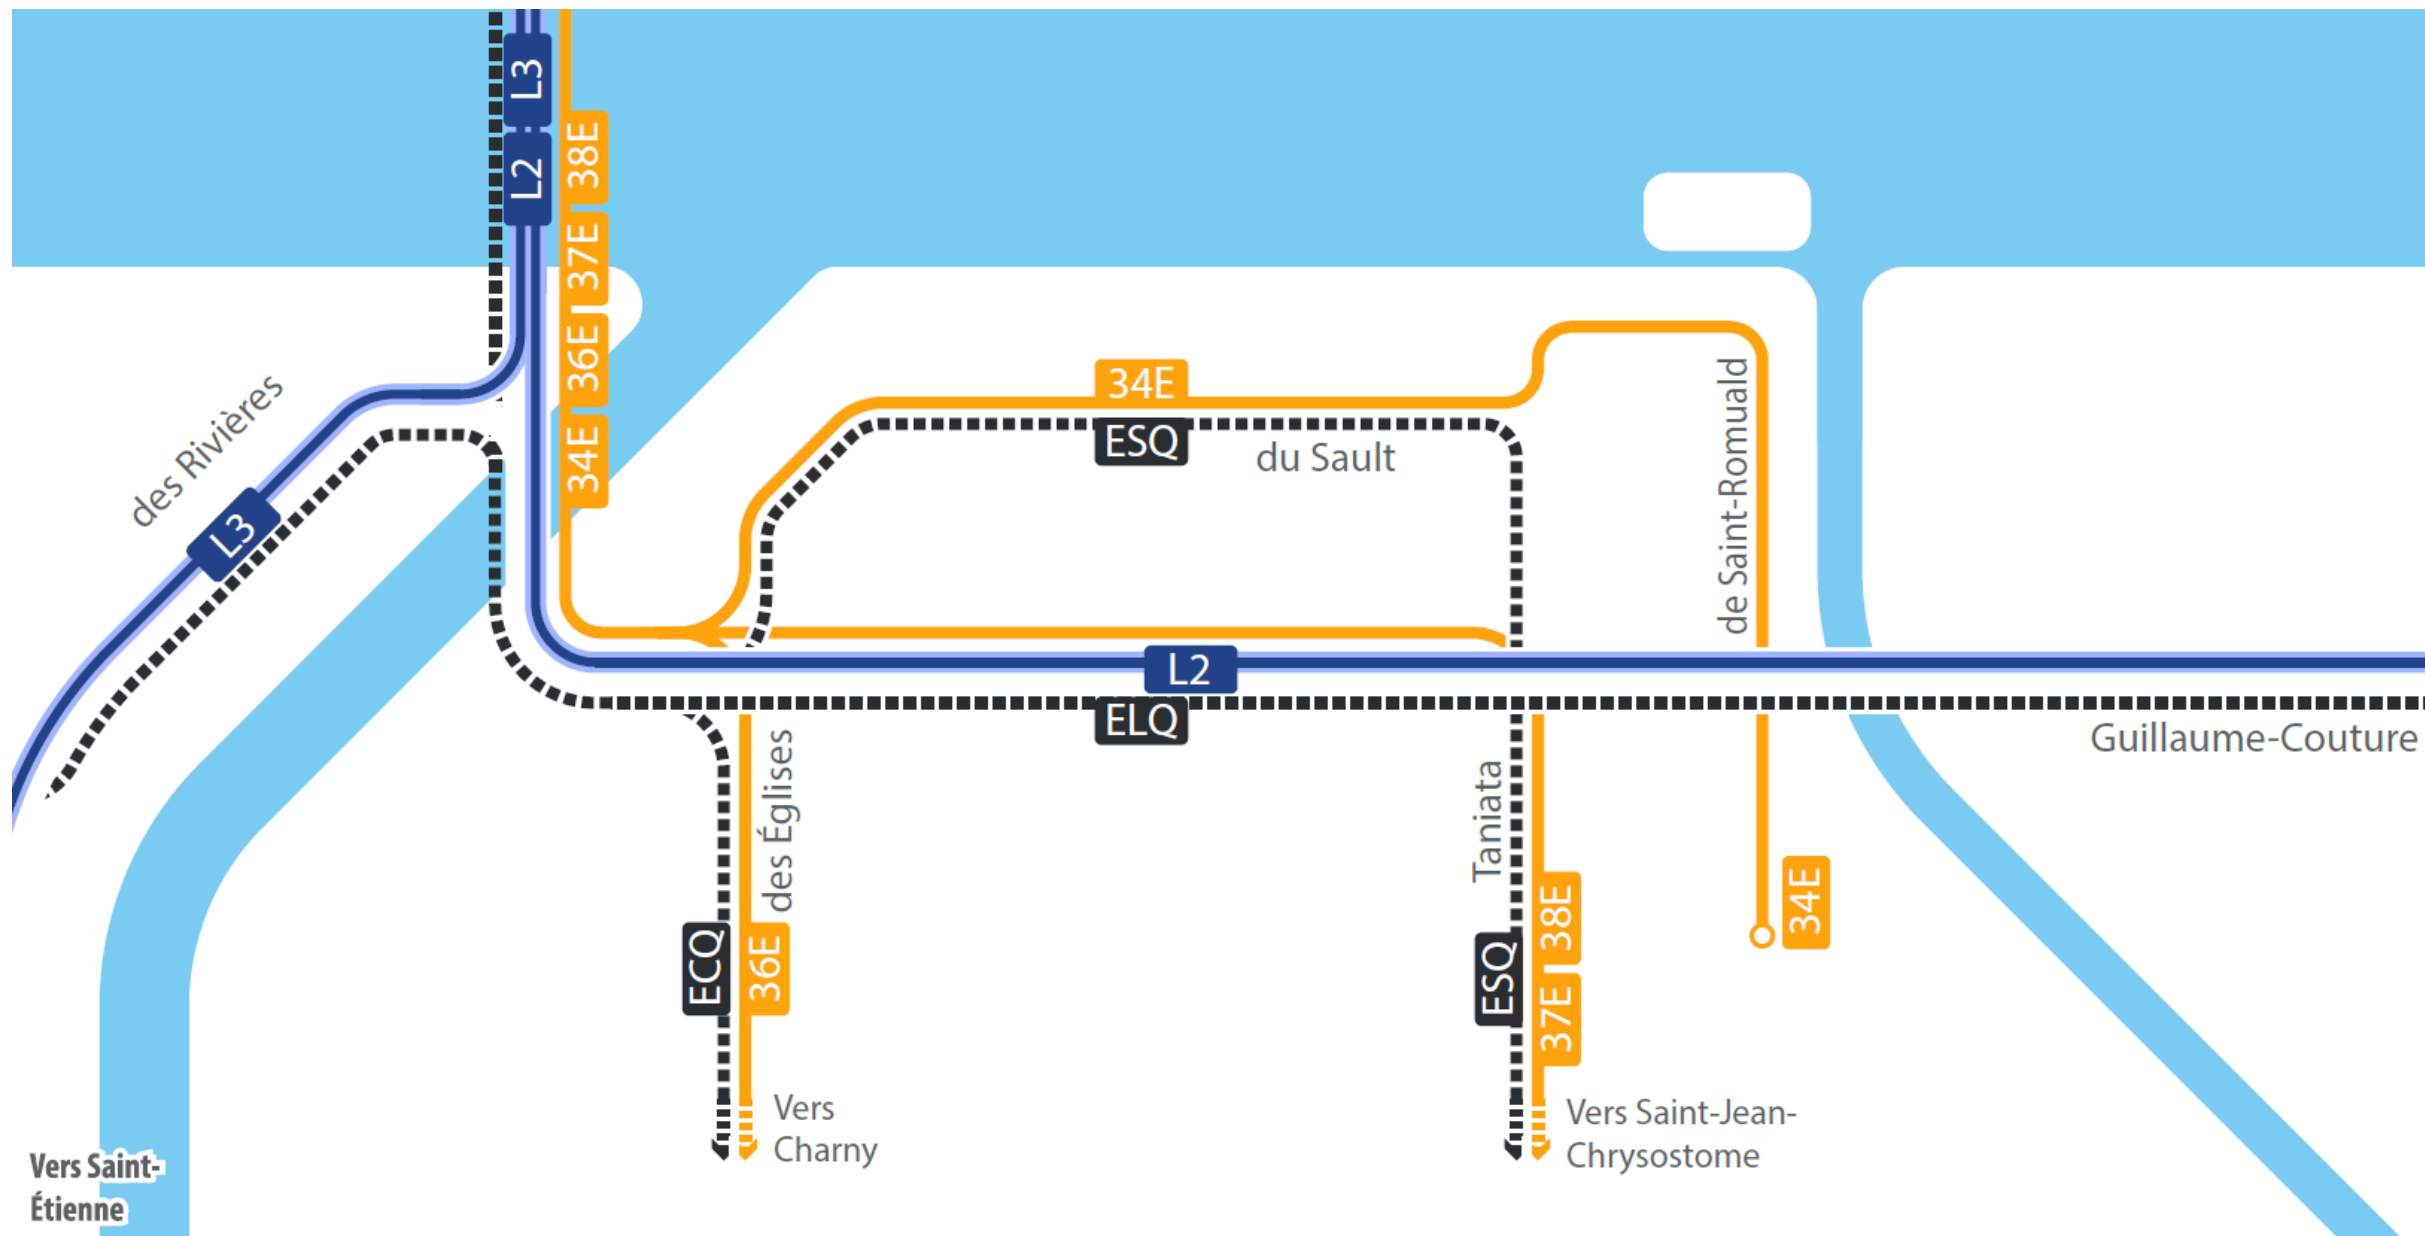 L3
L2
38E
37E
36E
34E
des Rivières
L3
34E
ESQ
du Sault
de Saint-Romuald
L2
ELQ
Guillaume-Couture
des Églises
Taniata
ECQ
36E
ESQ
38E
37E
34E
Vers
Charny
Vers Saint-Jean-
Chrysostome
Vers Saint-
Étienne